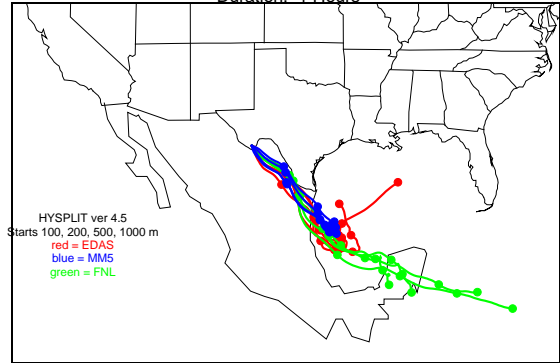 HYSPLIT ver 4.5
Starts 100, 200, 500, 1000 m
red = EDAS
blue = MM5
green = FNL